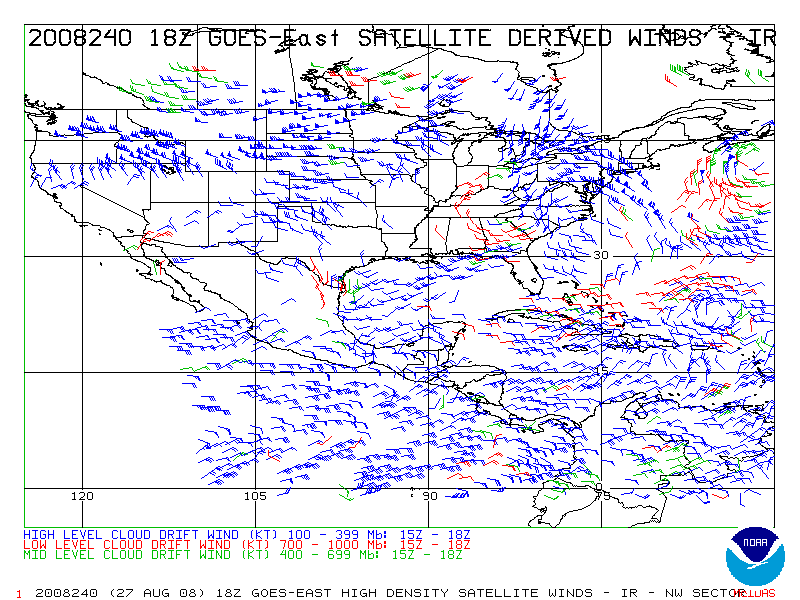 2008240 18Z GOES-East SATELLITE DERIVED WINDS - IR
30
15
0
120 105 90 75
HIGH LEVEL CLOUD DRIFT WIND (KT) 100 - 399 Mb: 15Z - 18Z
LOW LEVEL CLOUD DRIFT WIND (KT) 700 - 1000 Mb: 15Z - 18Z
MID LEVEL CLOUD DRIFT WIND (KT) 400 - 699 Mb: 15Z - 18Z
NOAA
1 2008240 (27 AUG 08) 18Z GOES-EAST HIGH DENSITY SATELLITE WINDS - IR - NW SECTOR McIDAS